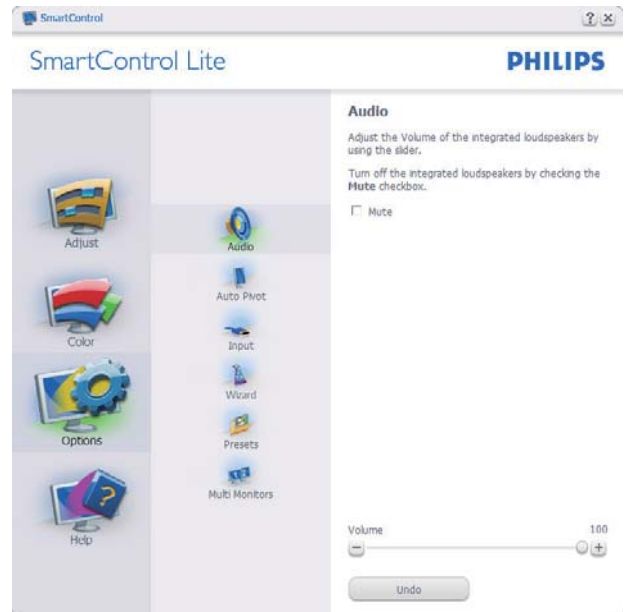 SmartControl
SmartControl Lite
PHILIPS
Adjust
Color
Options
Help
Audio
Auto Pivot
Input
Wizard
Presets
Multi Monitors
Audio
Adjust the Volume of the integrated loudspeakers by
using the slider.
Turn off the integrated loudspeakers by checking the
Mute checkbox.
Mute
Volume 100
Undo